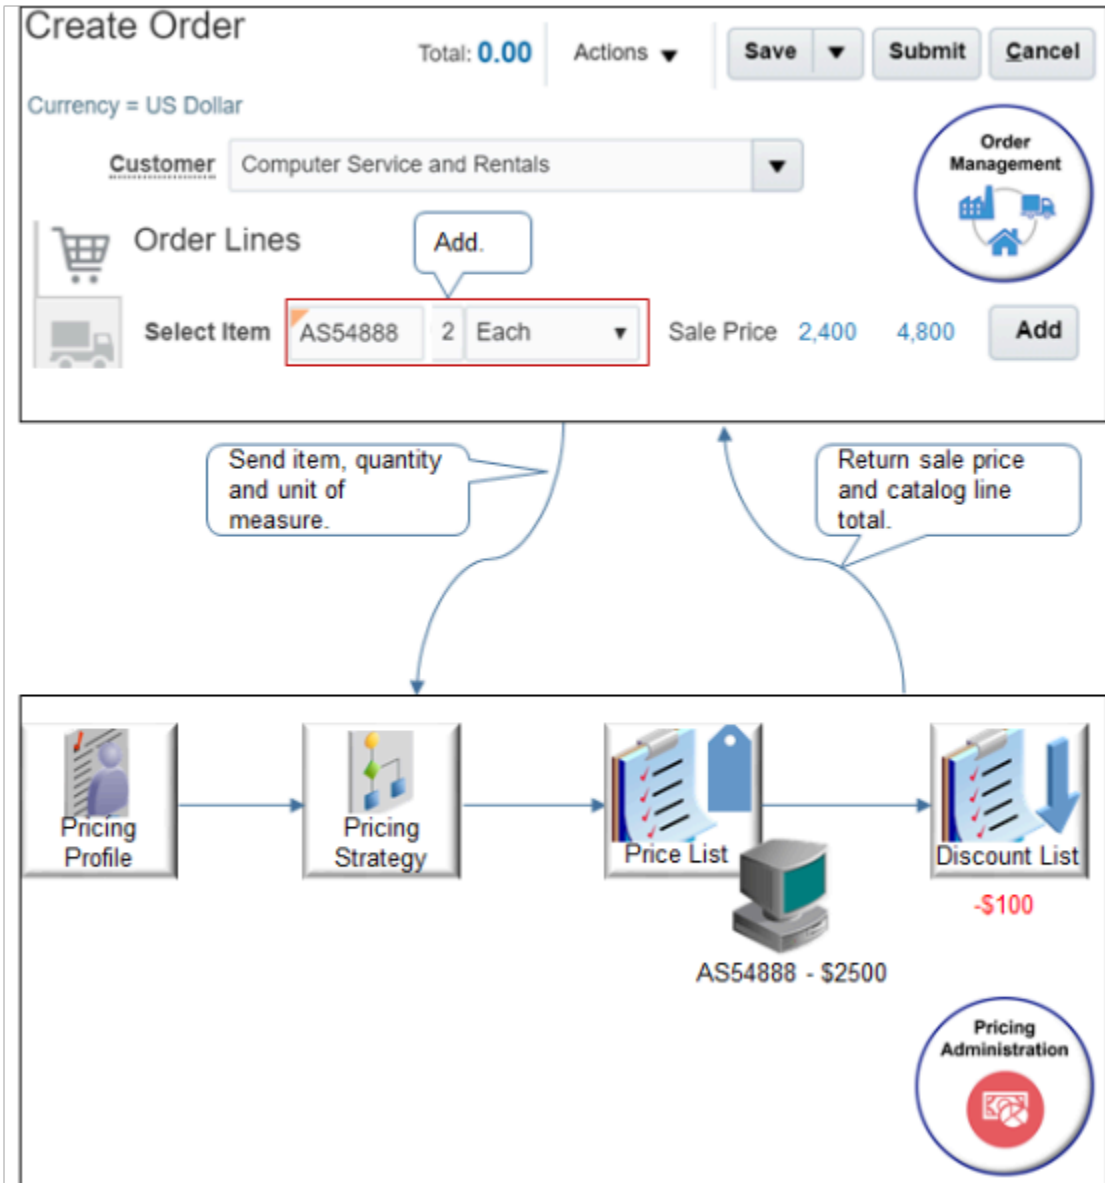 Create Order
Total: 0.00
Actions
Save
Submit
Cancel
Currency = US Dollar
Order
Management
Customer
Computer Service and Rentals
Order Lines
Add.
Select Item
AS54888
2
Each
Sale Price
2,400
4,800
Add
Send item, quantity
and unit of
measure.
Return sale price
and catalog line
total.
Pricing
Profile
Pricing
Strategy
Price List
Discount List
-$100
AS54888 - $2500
Pricing
Administration